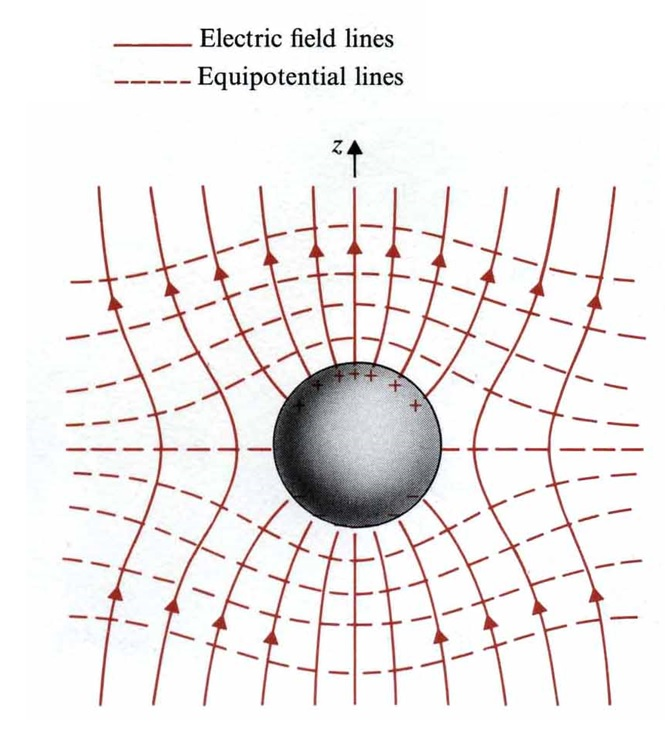 Electric field lines
Equipotential lines
z
+ + + + + + +
− −